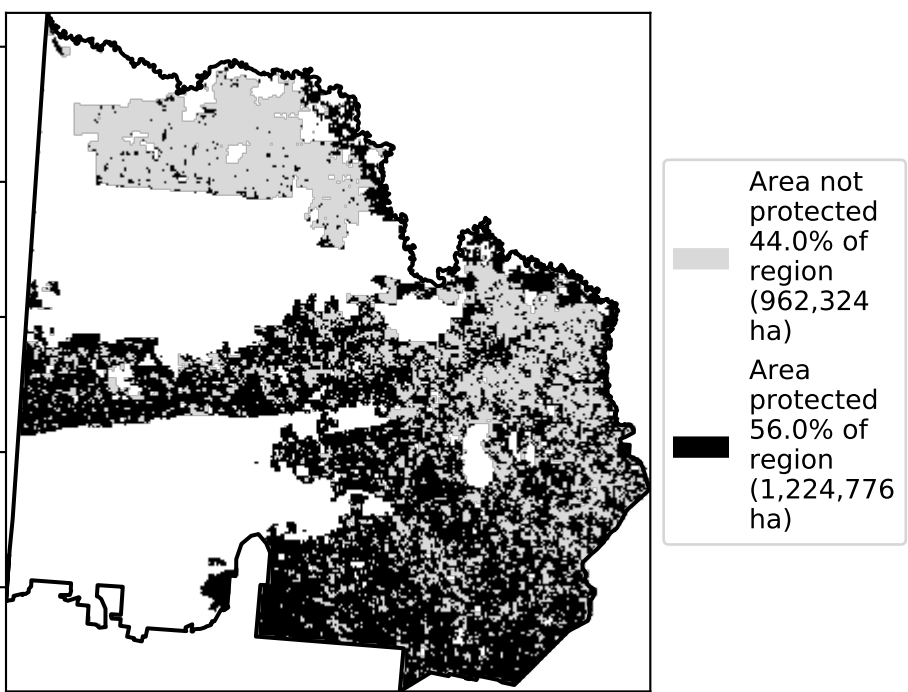 Area not
protected
44.0% of
region
(962,324
ha)
Area
protected
56.0% of
region
(1,224,776
ha)